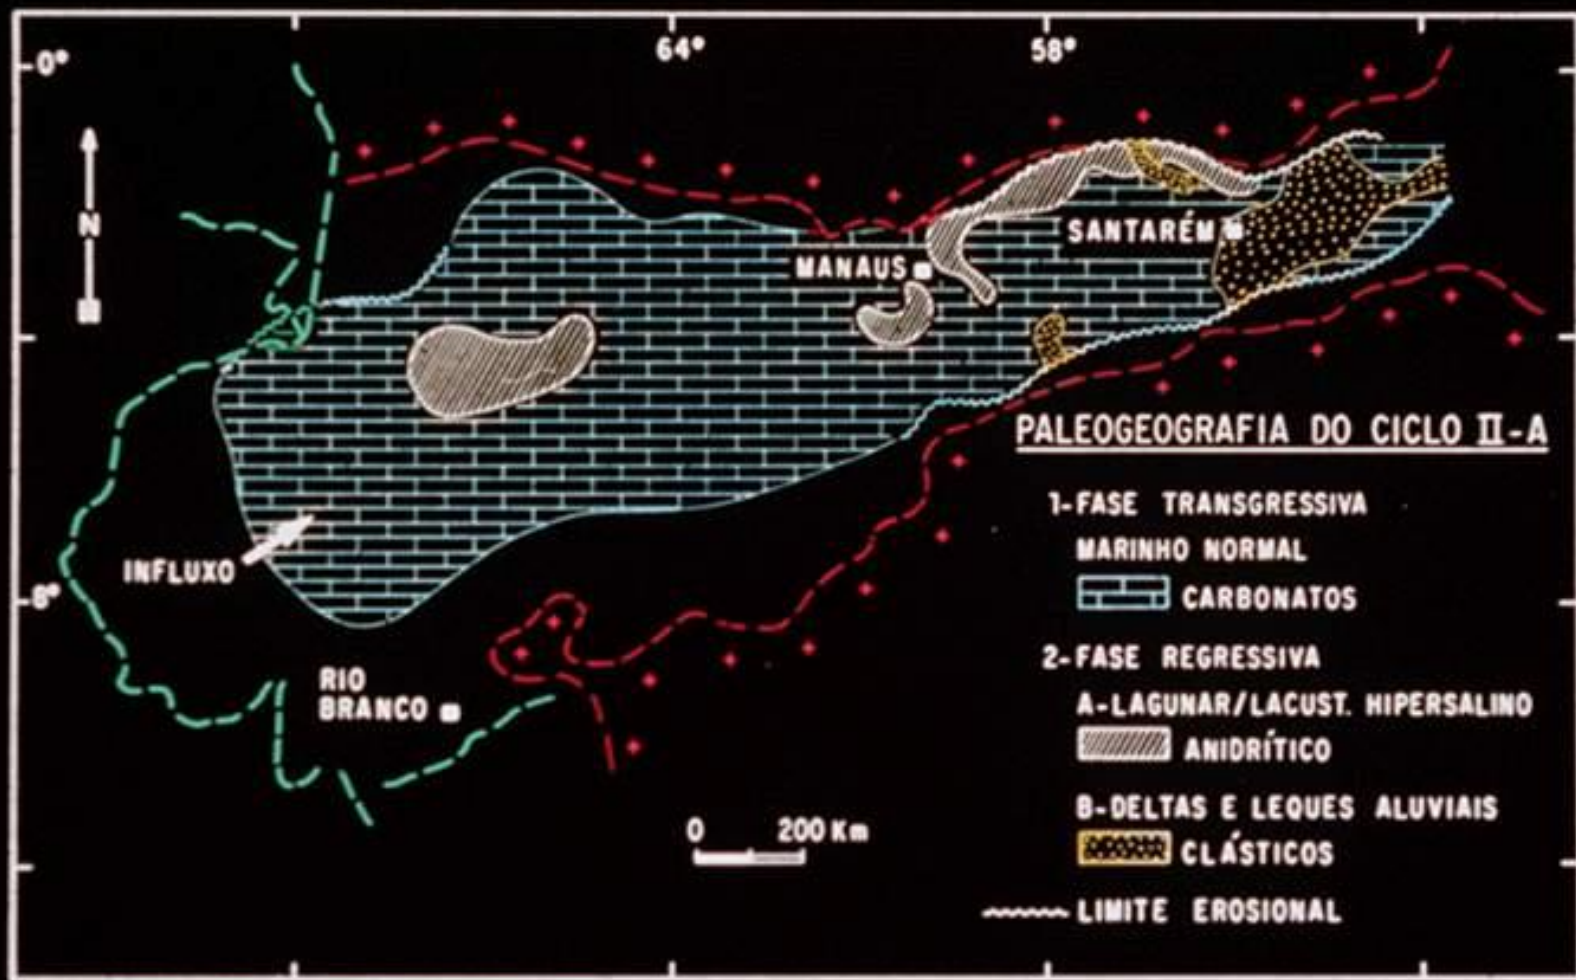 64° 58°
0°
N
SANTARÉM
MANAUS
PALEOGEOGRAFIA DO CICLO II-A
1-FASE TRANSGRESSIVA
MARINHO NORMAL
CARBONATOS
INFLUXO
6°
2-FASE REGRESSIVA
A-LAGUNAR/LACUST. HIPERSALINO
ANIDRÍTICO
RIO
BRANCO
B-DELTAS E LEQUES ALUVIAIS
CLÁSTICOS
0 200 Km
LIMITE EROSIONAL